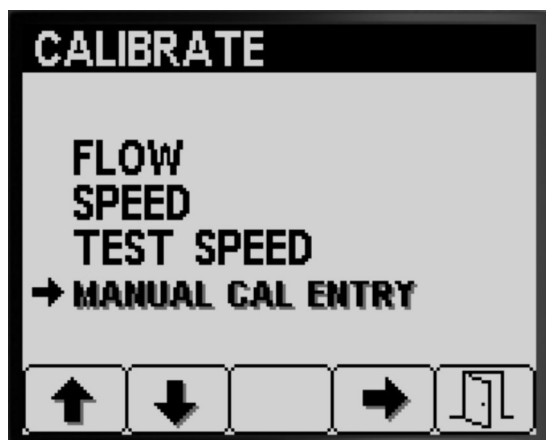 CALIBRATE
FLOW
SPEED
TEST SPEED
MANUAL CAL ENTRY